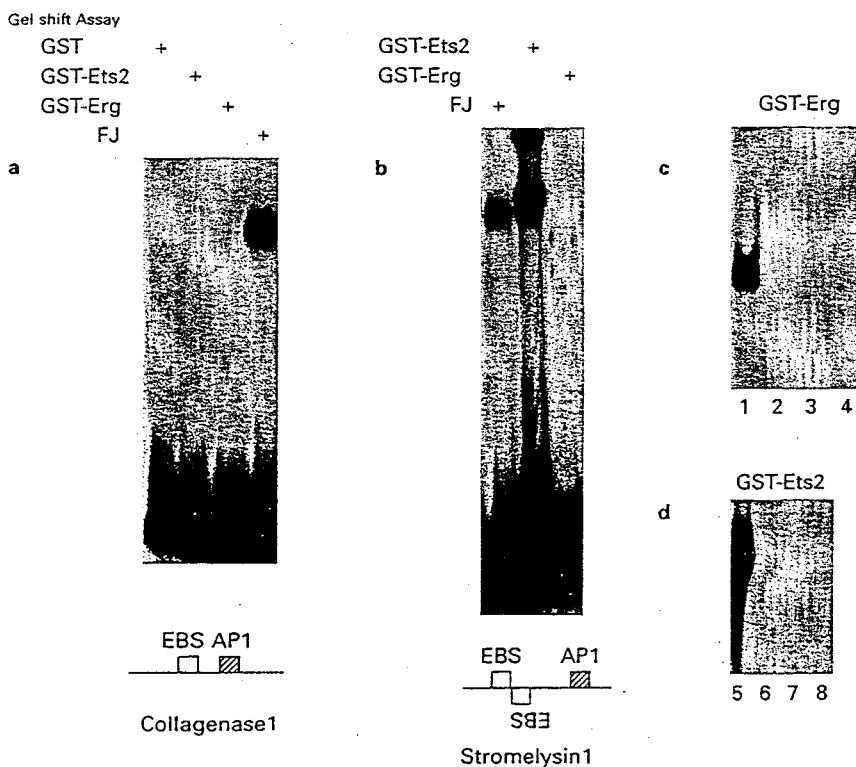 Gel shift Assay
GST +
GST-Ets2 +
GST-Erg +
FJ +
a
EBS AP1
Collagenase1
GST-Ets2 +
GST-Erg +
FJ +
b
EBS AP1
EBS
Stromelysin1
GST-Erg
c
1 2 3 4
GST-Ets2
d
5 6 7 8